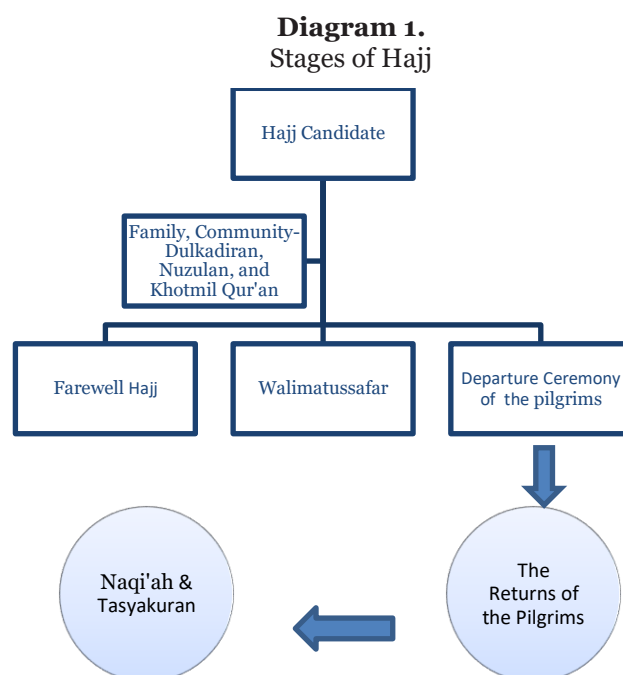 Diagram 1.
Stages of Hajj
Hajj Candidate
Family, Community-
Dulkadiran,
Nuzulan, and
Khotmil Qur'an
Farewell Hajj
Walimatussafar
Departure Ceremony
of the pilgrims
Naqi'ah &
Tasyakuran
The
Returns of
the Pilgrims